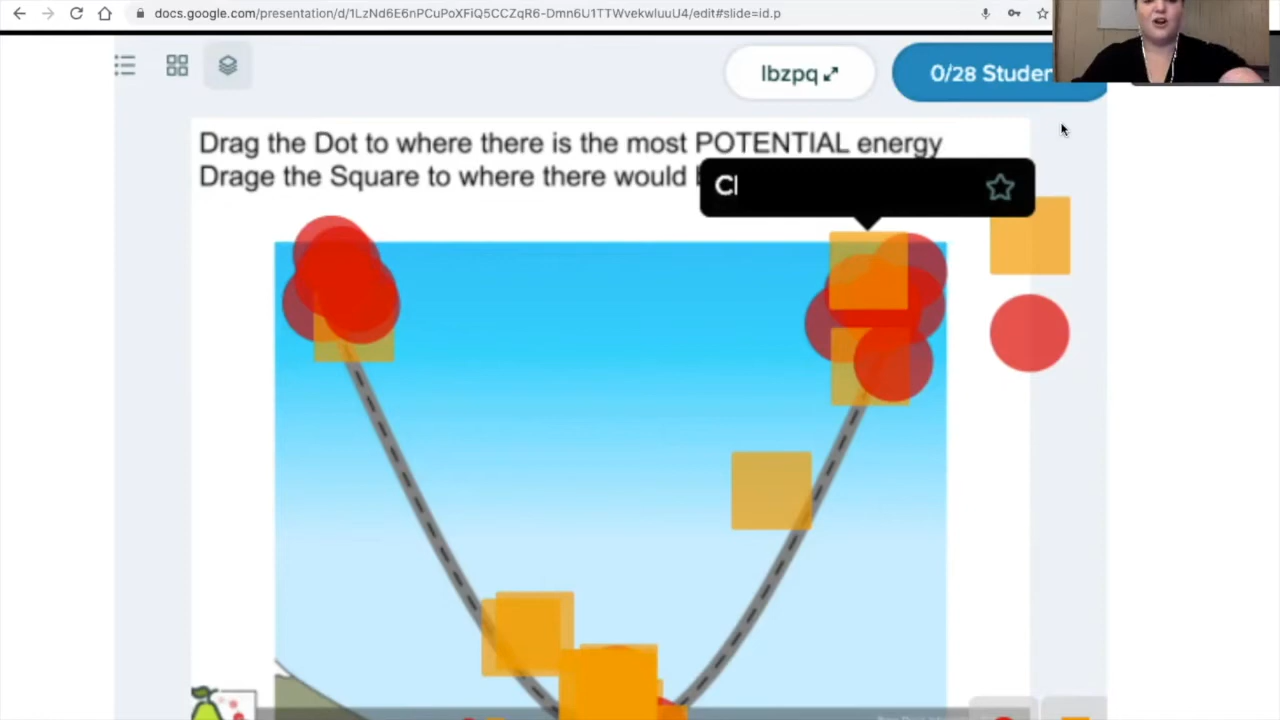 docs.google.com/presentation/d/1LzNd6E6nPCuPoXFiQ5CCZqR6-Dmn6U1TTWvekwluuU4/edit#slide=id.p
lbzpq
0/28 Studen
Drag the Dot to where there is the most POTENTIAL energy
Drage the Square to where there would
Cl